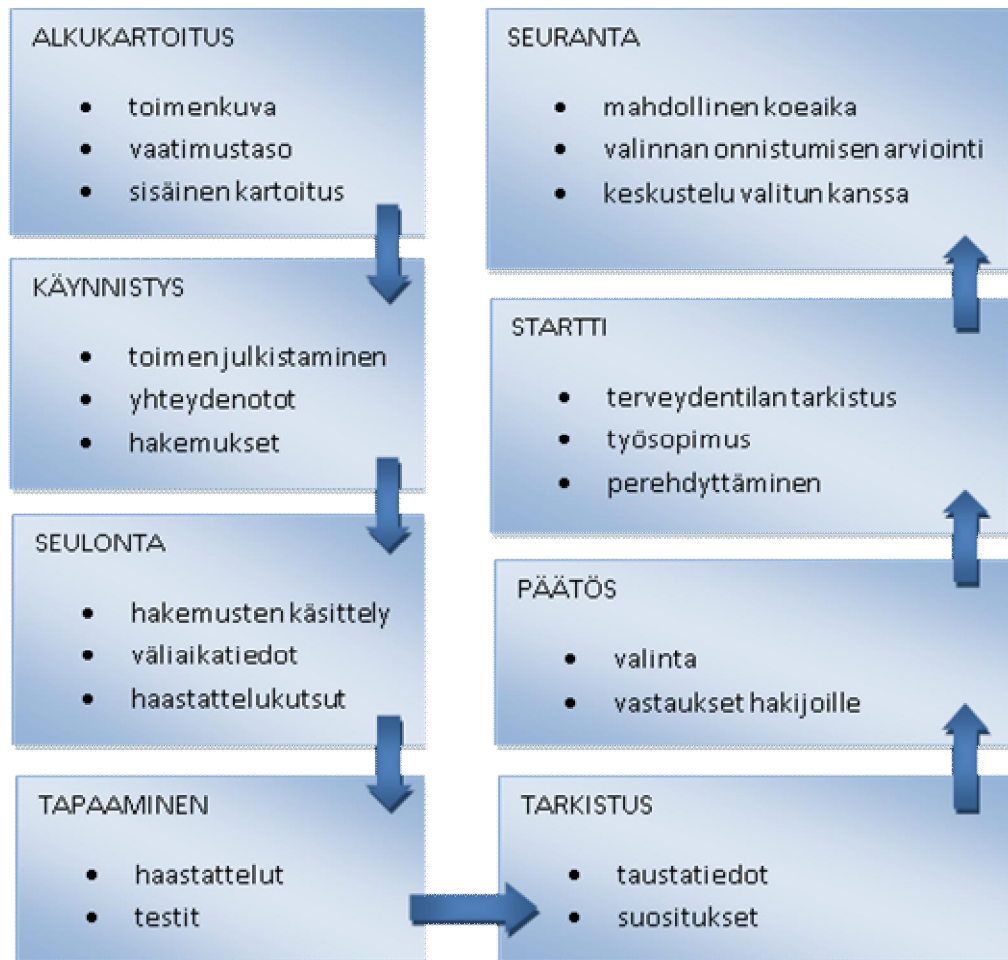 ALKUKARTOITUS
• toimenkuva
• vaatimustaso
• sisäinen kartoitus
KÄYNNISTYS
• toimen julkistaminen
• yhteydenotot
• hakemukset
SEULONTA
• hakemusten käsittely
• väliaikatiedot
• haastattelukutsut
TAPAAMINEN
• haastattelut
• testit
TARKISTUS
• taustatiedot
• suositukset
PÄÄTÖS
• valinta
• vastaukset hakijoille
STARTTI
• terveydentilan tarkistus
• työsopimus
• perehdyttäminen
SEURANTA
• mahdollinen koeaika
• valinnan onnistumisen arviointi
• keskustelu valitun kanssa